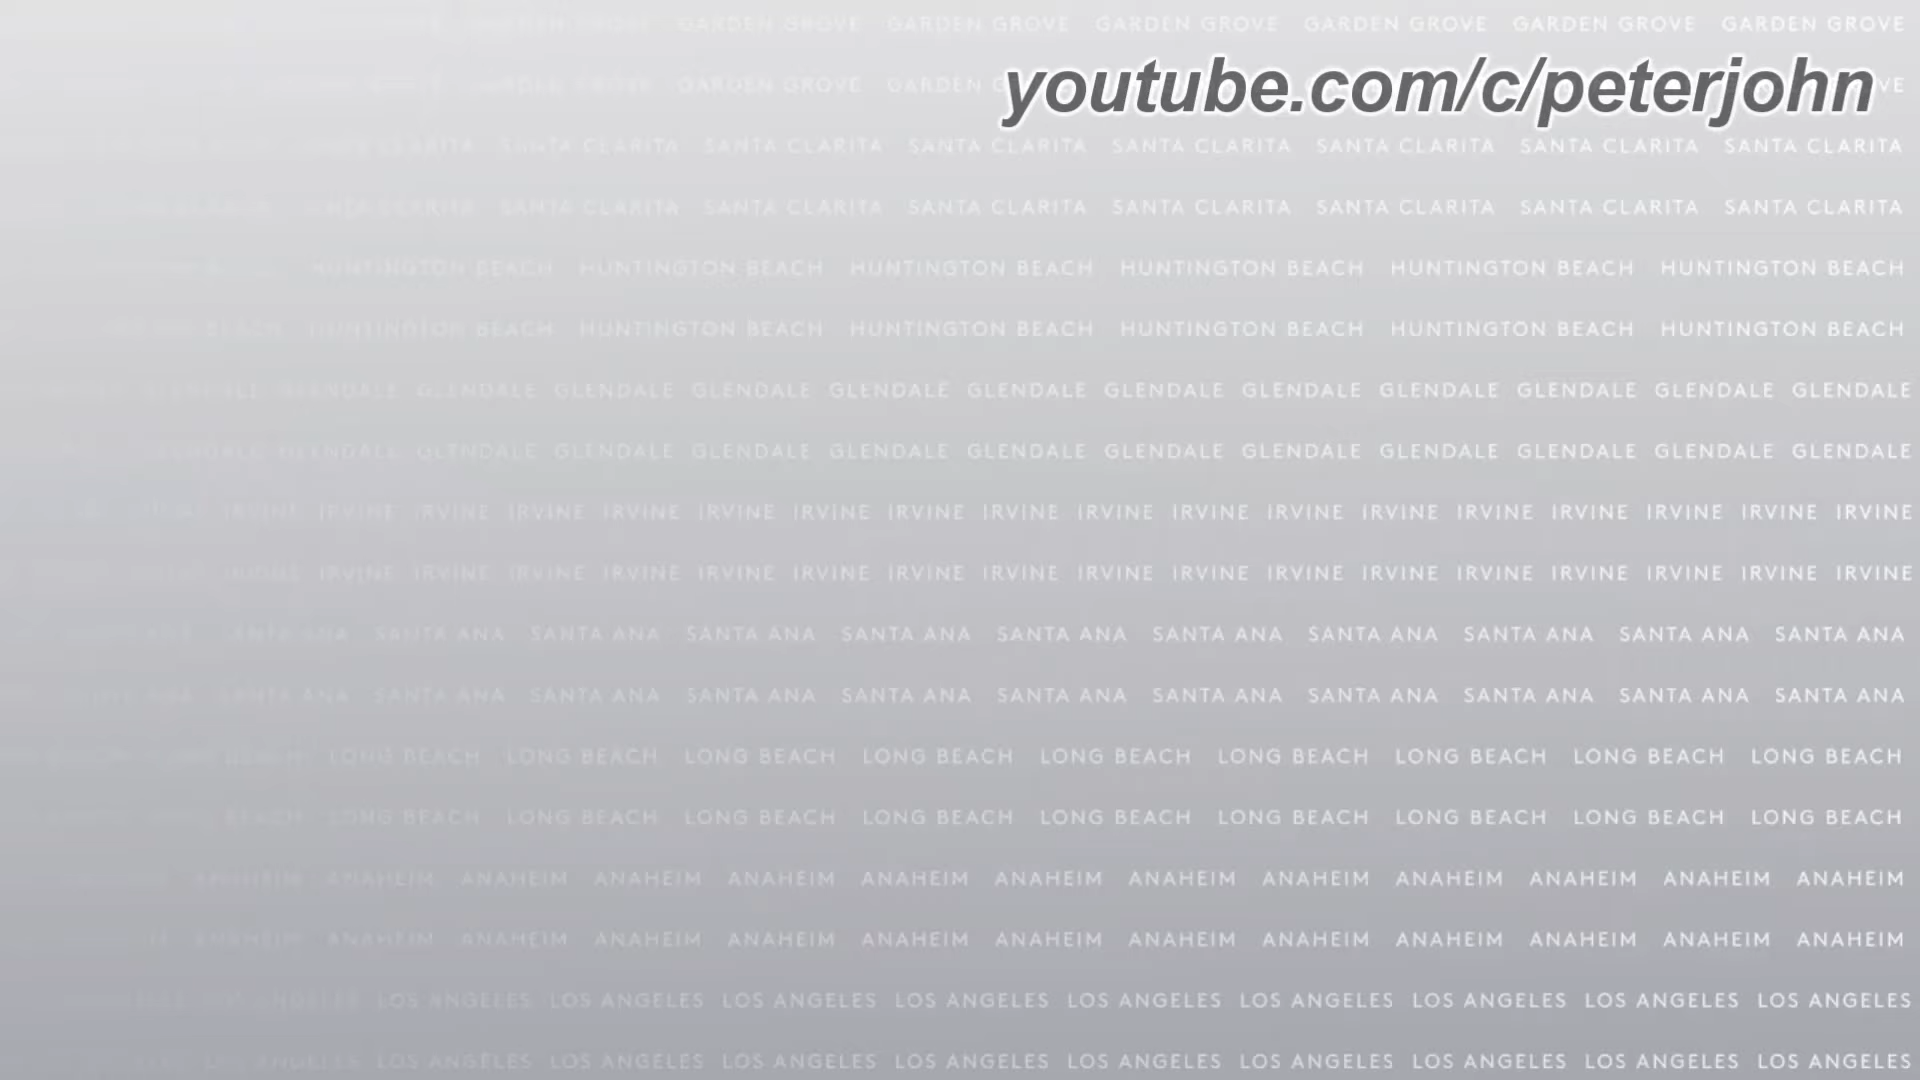 GARDEN GROVE GARDEN GROVE GARDEN GROVE GARDEN GROVE GARDEN GROVE GARDEN GROVE GARDEN GROVE
youtube.com/c/peterjohn
GARDEN GROVE GARDEN GROVE
SANTA CLARITA SANTA CLARITA SANTA CLARITA SANTA CLARITA SANTA CLARITA SANTA CLARITA SANTA CLARITA
SANTA CLARITA SANTA CLARITA SANTA CLARITA SANTA CLARITA SANTA CLARITA SANTA CLARITA SANTA CLARITA
HUNTINGTON BEACH HUNTINGTON BEACH HUNTINGTON BEACH HUNTINGTON BEACH HUNTINGTON BEACH HUNTINGTON BEACH
HUNTINGTON BEACH HUNTINGTON BEACH HUNTINGTON BEACH HUNTINGTON BEACH HUNTINGTON BEACH HUNTINGTON BEACH
GLENDALE GLENDALE GLENDALE GLENDALE GLENDALE GLENDALE GLENDALE GLENDALE GLENDALE GLENDALE GLENDALE GLENDALE
GLENDALE GLENDALE GLENDALE GLENDALE GLENDALE GLENDALE GLENDALE GLENDALE GLENDALE GLENDALE GLENDALE GLENDALE
IRVINE IRVINE IRVINE IRVINE IRVINE IRVINE IRVINE IRVINE IRVINE IRVINE IRVINE IRVINE IRVINE IRVINE IRVINE IRVINE IRVINE IRVINE
IRVINE IRVINE IRVINE IRVINE IRVINE IRVINE IRVINE IRVINE IRVINE IRVINE IRVINE IRVINE IRVINE IRVINE IRVINE IRVINE IRVINE
SANTA ANA SANTA ANA SANTA ANA SANTA ANA SANTA ANA SANTA ANA SANTA ANA SANTA ANA SANTA ANA SANTA ANA
SANTA ANA SANTA ANA SANTA ANA SANTA ANA SANTA ANA SANTA ANA SANTA ANA SANTA ANA SANTA ANA SANTA ANA SANTA ANA
LONG BEACH LONG BEACH LONG BEACH LONG BEACH LONG BEACH LONG BEACH LONG BEACH LONG BEACH LONG BEACH
LONG BEACH LONG BEACH LONG BEACH LONG BEACH LONG BEACH LONG BEACH LONG BEACH LONG BEACH LONG BEACH
ANAHEIM ANAHEIM ANAHEIM ANAHEIM ANAHEIM ANAHEIM ANAHEIM ANAHEIM ANAHEIM ANAHEIM ANAHEIM ANAHEIM
ANAHEIM ANAHEIM ANAHEIM ANAHEIM ANAHEIM ANAHEIM ANAHEIM ANAHEIM ANAHEIM ANAHEIM ANAHEIM ANAHEIM
LOS ANGELES LOS ANGELES LOS ANGELES LOS ANGELES LOS ANGELES LOS ANGELES LOS ANGELES LOS ANGELES LOS ANGELES
LOS ANGELES LOS ANGELES LOS ANGELES LOS ANGELES LOS ANGELES LOS ANGELES LOS ANGELES LOS ANGELES LOS ANGELES